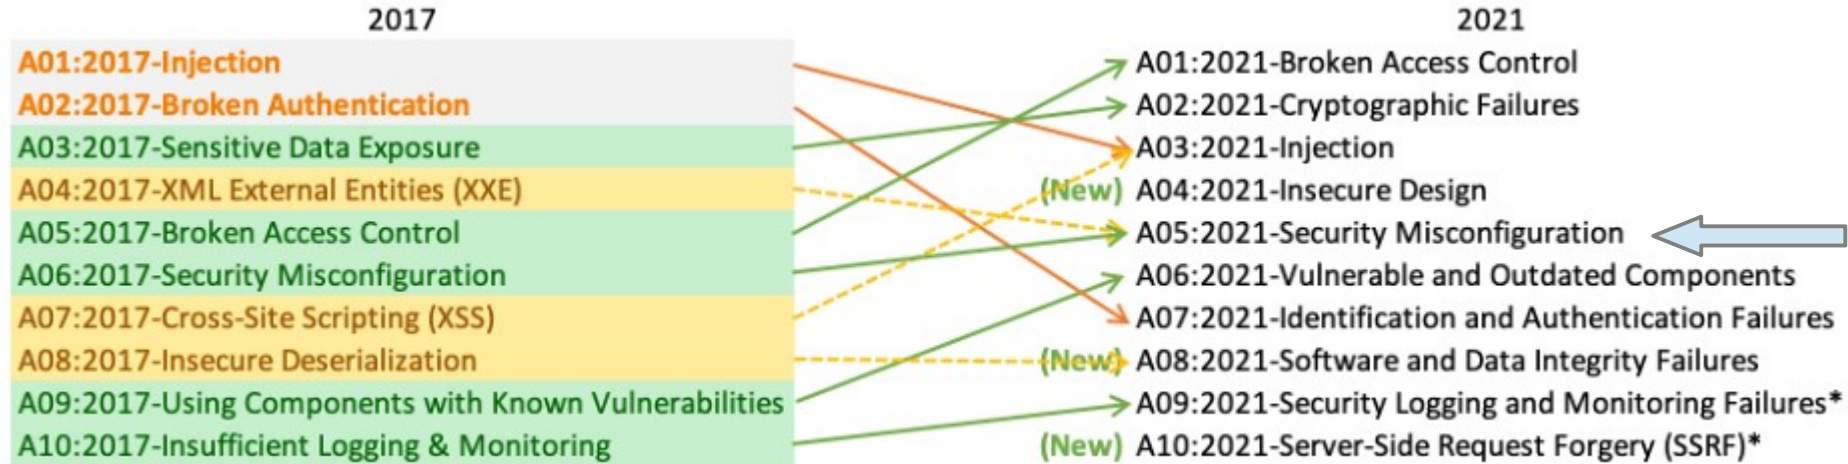 2017
A01:2017-Injection
A02:2017-Broken Authentication
A03:2017-Sensitive Data Exposure
A04:2017-XML External Entities (XXE)
A05:2017-Broken Access Control
A06:2017-Security Misconfiguration
A07:2017-Cross-Site Scripting (XSS)
A08:2017-Insecure Deserialization
A09:2017-Using Components with Known Vulnerabilities
A10:2017-Insufficient Logging & Monitoring
2021
A01:2021-Broken Access Control
A02:2021-Cryptographic Failures
A03:2021-Injection
(New) A04:2021-Insecure Design
A05:2021-Security Misconfiguration
A06:2021-Vulnerable and Outdated Components
A07:2021-Identification and Authentication Failures
(New) A08:2021-Software and Data Integrity Failures
A09:2021-Security Logging and Monitoring Failures*
(New) A10:2021-Server-Side Request Forgery (SSRF)*